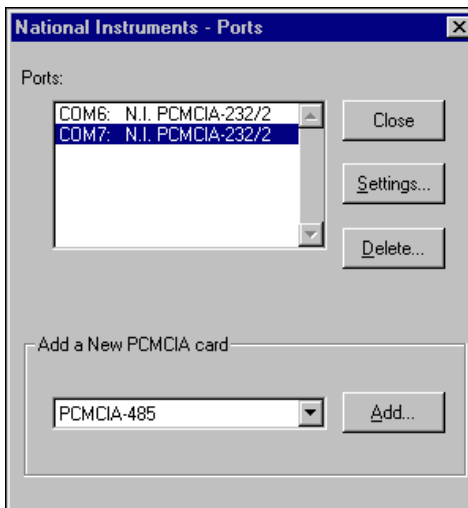 National Instruments - Ports
Ports:
COM6: N.I. PCMCIA-232/2
COM7: N.I. PCMCIA-232/2
Close
Settings...
Delete...
Add a New PCMCIA card
PCMCIA-485
Add...